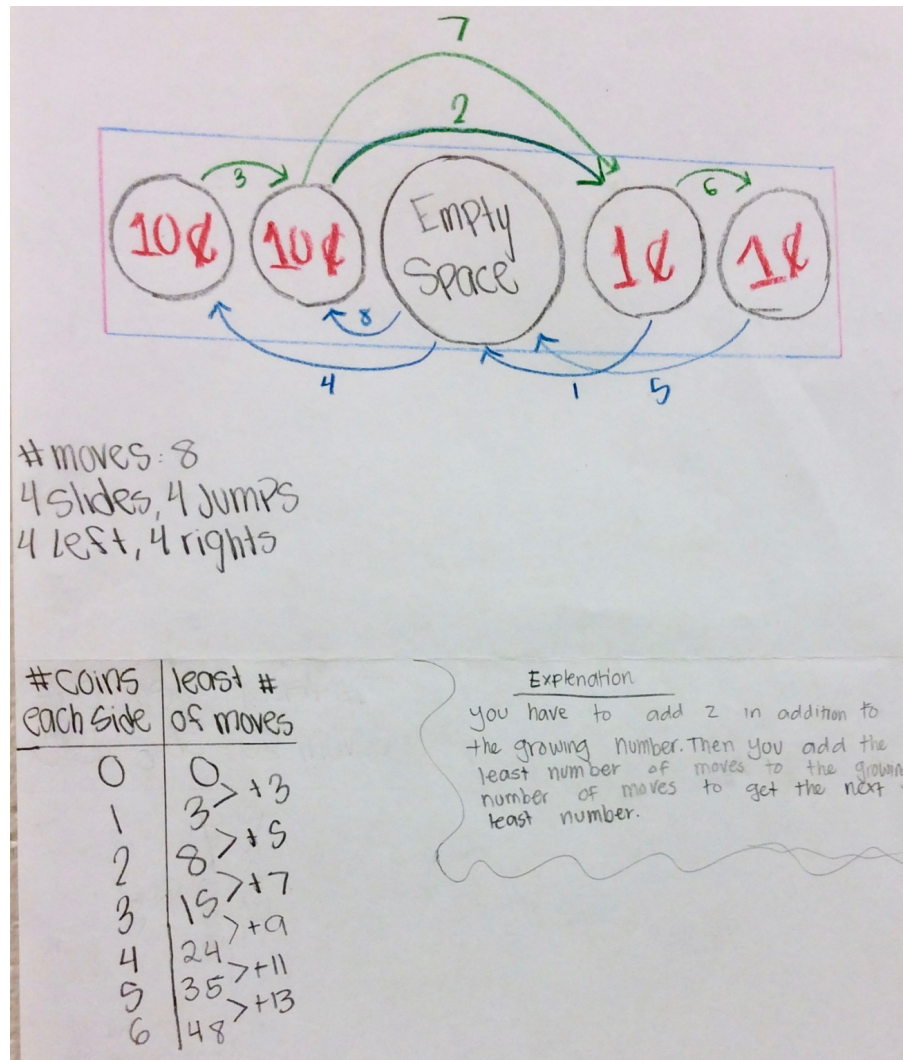 7
2
3
6
10¢ 10¢ Empty Space 1¢ 1¢
8
4 1 5
# moves: 8
4 slides, 4 Jumps
4 left, 4 rights
#coins each side | least # of moves
0 0
> +3
1 3
> +5
2 8
> +7
3 15
> +9
4 24
> +11
5 35
> +13
6 48
Explenation
you have to add 2 in addition to
the growing number. Then you add the
least number of moves to the
number of moves to get the next
least number.